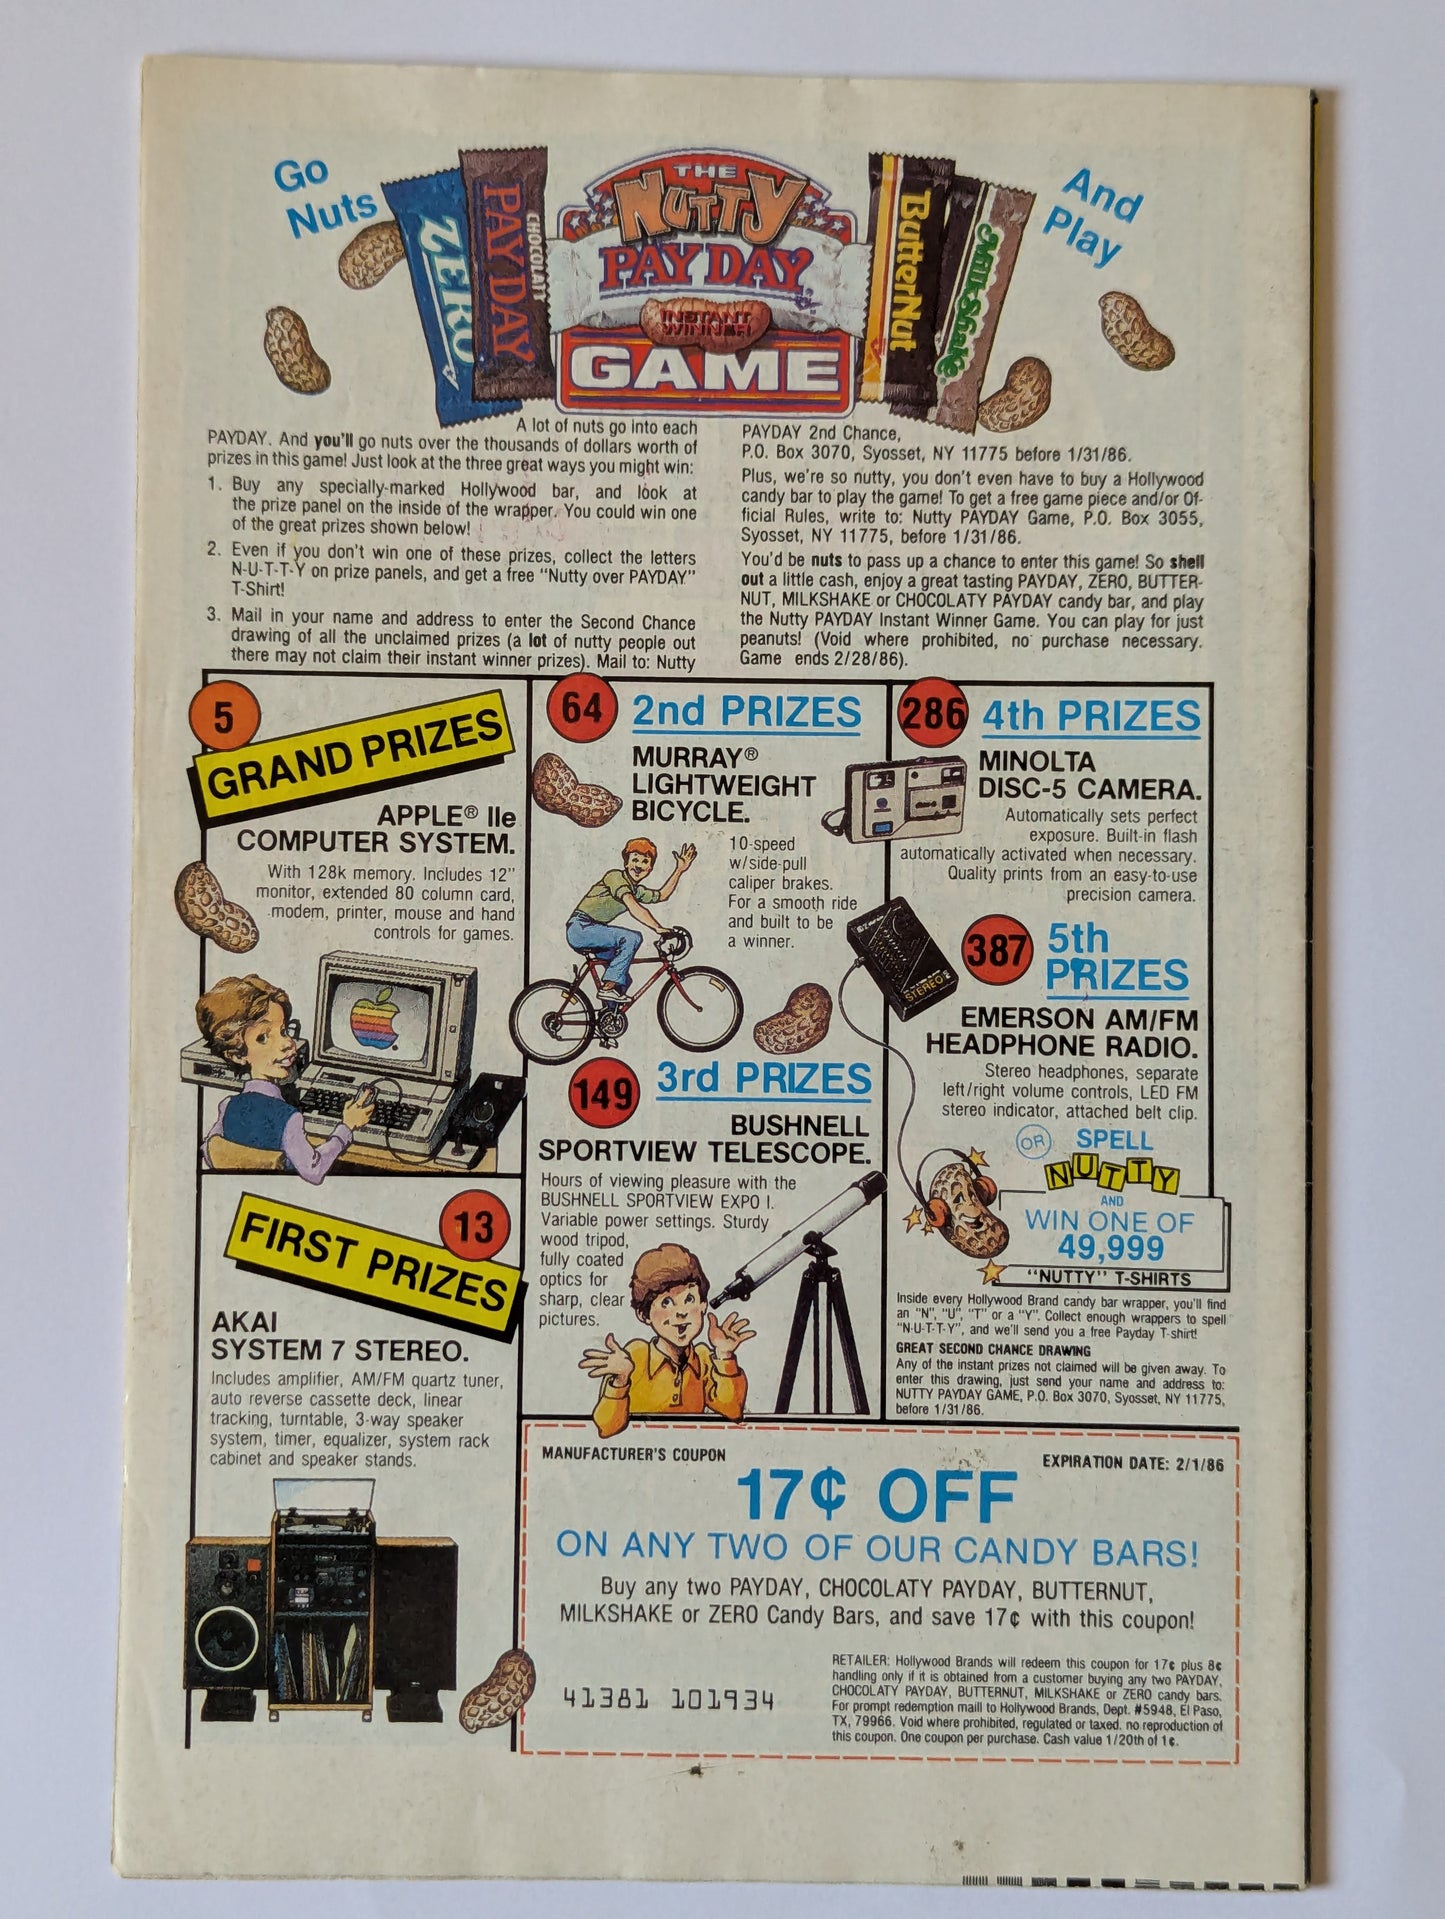 Go
Nuts
ZERO
PAYDAY
CHOCOLATY
THE
NUTTY
PAY DAY
INSTANT
WINNER
GAME
ButterNut
MilkShake
And
Play
A lot of nuts go into each
PAYDAY. And you'll go nuts over the thousands of dollars worth of
prizes in this game! Just look at the three great ways you might win:
1. Buy any specially-marked Hollywood bar, and look at
the prize panel on the inside of the wrapper. You could win one
of the great prizes shown below!
2. Even if you don't win one of these prizes, collect the letters
N-U-T-T-Y on prize panels, and get a free "Nutty over PAYDAY"
T-Shirt!
3. Mail in your name and address to enter the Second Chance
drawing of all the unclaimed prizes (a lot of nutty people out
there may not claim their instant winner prizes). Mail to: Nutty
PAYDAY 2nd Chance,
P.O. Box 3070, Syosset, NY 11775 before 1/31/86.
Plus, we're so nutty, you don't even have to buy a Hollywood
candy bar to play the game! To get a free game piece and/or Of-
ficial Rules, write to: Nutty PAYDAY Game, P.O. Box 3055,
Syosset, NY 11775, before 1/31/86.
You'd be nuts to pass up a chance to enter this game! So shell
out a little cash, enjoy a great tasting PAYDAY, ZERO, BUTTER-
NUT, MILKSHAKE or CHOCOLATY PAYDAY candy bar, and play
the Nutty PAYDAY Instant Winner Game. You can play for just
peanuts! (Void where prohibited, no purchase necessary.
Game ends 2/28/86).
5
GRAND PRIZES
APPLE® IIe
COMPUTER SYSTEM.
With 128k memory. Includes 12"
monitor, extended 80 column card,
modem, printer, mouse and hand
controls for games.
13
FIRST PRIZES
AKAI
SYSTEM 7 STEREO.
Includes amplifier, AM/FM quartz tuner,
auto reverse cassette deck, linear
tracking, turntable, 3-way speaker
system, timer, equalizer, system rack
cabinet and speaker stands.
64
2nd PRIZES
MURRAY®
LIGHTWEIGHT
BICYCLE.
10-speed
w/side-pull
caliper brakes.
For a smooth ride
and built to be
a winner.
149
3rd PRIZES
BUSHNELL
SPORTVIEW TELESCOPE.
Hours of viewing pleasure with the
BUSHNELL SPORTVIEW EXPO I.
Variable power settings. Sturdy
wood tripod,
fully coated
optics for
sharp, clear
pictures.
286
4th PRIZES
MINOLTA
DISC-5 CAMERA.
Automatically sets perfect
exposure. Built-in flash
automatically activated when necessary.
Quality prints from an easy-to-use
precision camera.
387
5th
PRIZES
STEREO
EMERSON AM/FM
HEADPHONE RADIO.
Stereo headphones, separate
left/right volume controls, LED FM
stereo indicator, attached belt clip.
OR
SPELL
NUTTY
AND
WIN ONE OF
49,999
"NUTTY" T-SHIRTS
Inside every Hollywood Brand candy bar wrapper, you'll find
an "N", "U", "T" or a "Y". Collect enough wrappers to spell
"N-U-T-T-Y", and we'll send you a free Payday T-shirt!
GREAT SECOND CHANCE DRAWING
Any of the instant prizes not claimed will be given away. To
enter this drawing, just send your name and address to:
NUTTY PAYDAY GAME, P.O. Box 3070, Syosset, NY 11775,
before 1/31/86.
MANUFACTURER'S COUPON
EXPIRATION DATE: 2/1/86
17¢ OFF
ON ANY TWO OF OUR CANDY BARS!
Buy any two PAYDAY, CHOCOLATY PAYDAY, BUTTERNUT,
MILKSHAKE or ZERO Candy Bars, and save 17¢ with this coupon!
41381 101934
RETAILER: Hollywood Brands will redeem this coupon for 17¢ plus 8¢
handling only if it is obtained from a customer buying any two PAYDAY,
CHOCOLATY PAYDAY, BUTTERNUT, MILKSHAKE or ZERO candy bars.
For prompt redemption maill to Hollywood Brands, Dept. #5948, El Paso,
TX, 79966. Void where prohibited, regulated or taxed, no reproduction of
this coupon. One coupon per purchase. Cash value 1/20th of 1¢.